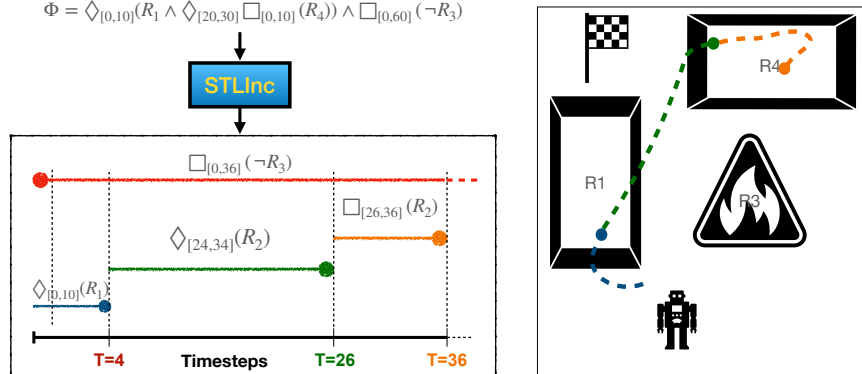 Φ = ◊[0,10](R₁ ∧ ◊[20,30] □[0,10](R₄)) ∧ □[0,60](¬R₃)
STLInc
□[0,36](¬R₃)
□[26,36](R₂)
◊[24,34](R₂)
◊[0,10](R₁)
T=4 Timesteps T=26 T=36
R4
R1
R3